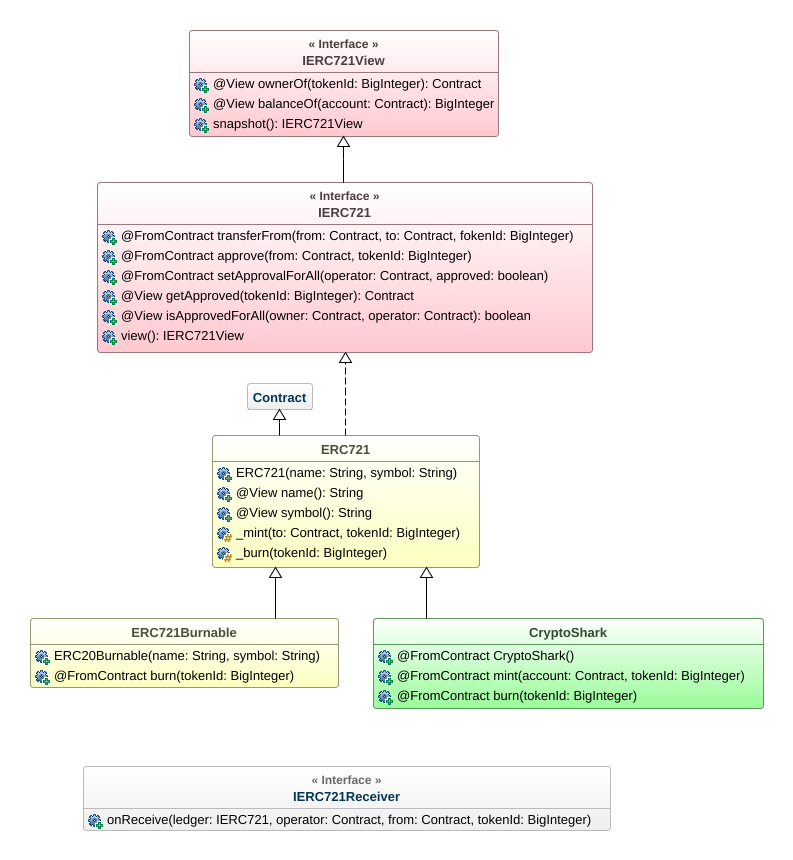 « Interface »
IERC721View
@View ownerOf(tokenId: BigInteger): Contract
@View balanceOf(account: Contract): BigInteger
snapshot(): IERC721View
« Interface »
IERC721
@FromContract transferFrom(from: Contract, to: Contract, fokenId: BigInteger)
@FromContract approve(from: Contract, tokenId: BigInteger)
@FromContract setApprovalForAll(operator: Contract, approved: boolean)
@View getApproved(tokenId: BigInteger): Contract
@View isApprovedForAll(owner: Contract, operator: Contract): boolean
view(): IERC721View
Contract
ERC721
ERC721(name: String, symbol: String)
@View name(): String
@View symbol(): String
_mint(to: Contract, tokenId: BigInteger)
_burn(tokenId: BigInteger)
ERC721Burnable
ERC20Burnable(name: String, symbol: String)
@FromContract burn(tokenId: BigInteger)
CryptoShark
@FromContract CryptoShark()
@FromContract mint(account: Contract, tokenId: BigInteger)
@FromContract burn(tokenId: BigInteger)
« Interface »
IERC721Receiver
onReceive(ledger: IERC721, operator: Contract, from: Contract, tokenId: BigInteger)